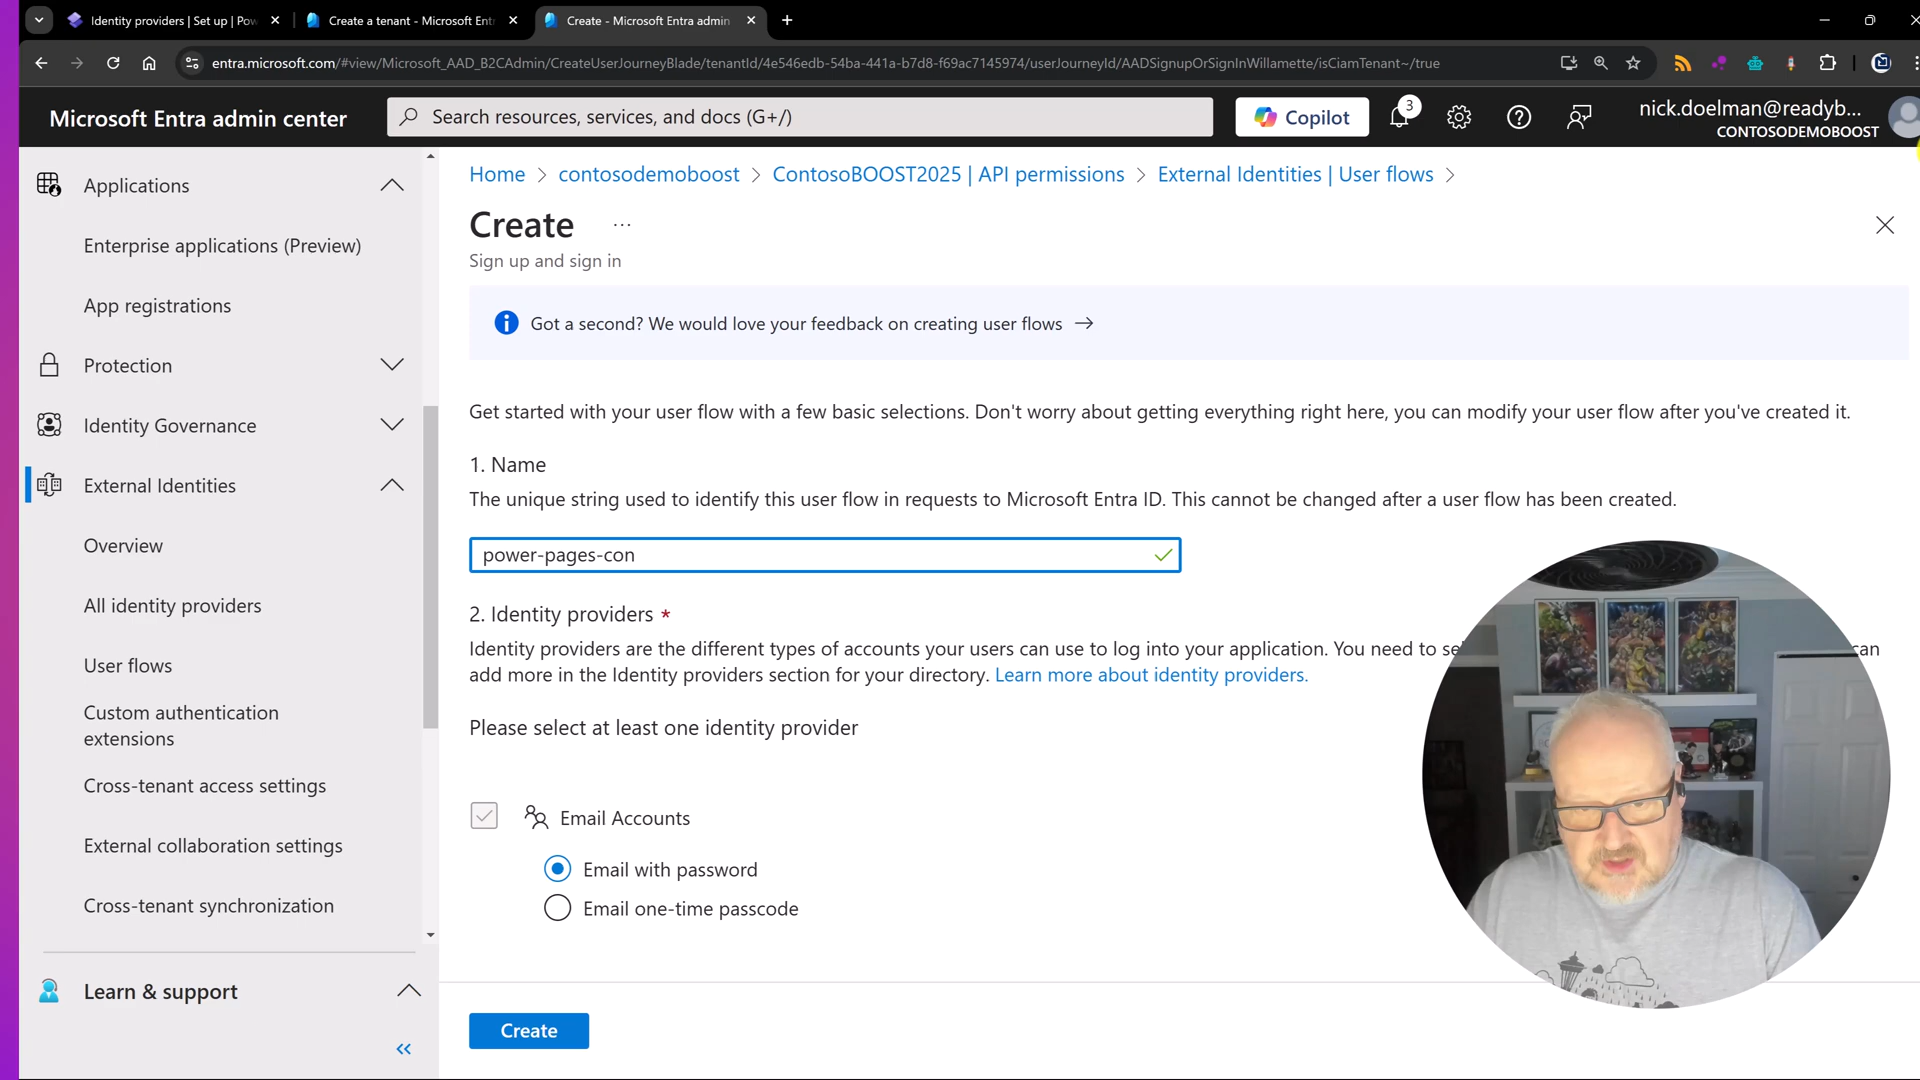 Identity providers | Set up | Pow
Create a tenant - Microsoft Entr
Create - Microsoft Entra admin
entra.microsoft.com/#view/Microsoft_AAD_B2CAdmin/CreateUserJourneyBlade/tenantId/4e546edb-54ba-441a-b7d8-f69ac7145974/userJourneyId/AADSignupOrSignInWillamette/isCiamTenant~/true
Microsoft Entra admin center
Search resources, services, and docs (G+/)
Copilot
3
nick.doelman@readyb...
CONTOSODEMOBOOST
Applications
Enterprise applications (Preview)
App registrations
Protection
Identity Governance
External Identities
Overview
All identity providers
User flows
Custom authentication
extensions
Cross-tenant access settings
External collaboration settings
Cross-tenant synchronization
Learn & support
Home
contosodemoboost
ContosoBOOST2025 | API permissions
External Identities | User flows
Create
...
Sign up and sign in
Got a second? We would love your feedback on creating user flows
Get started with your user flow with a few basic selections. Don't worry about getting everything right here, you can modify your user flow after you've created it.
1. Name
The unique string used to identify this user flow in requests to Microsoft Entra ID. This cannot be changed after a user flow has been created.
power-pages-con
2. Identity providers *
Identity providers are the different types of accounts your users can use to log into your application. You need to se can
add more in the Identity providers section for your directory. Learn more about identity providers.
Please select at least one identity provider
Email Accounts
Email with password
Email one-time passcode
Create